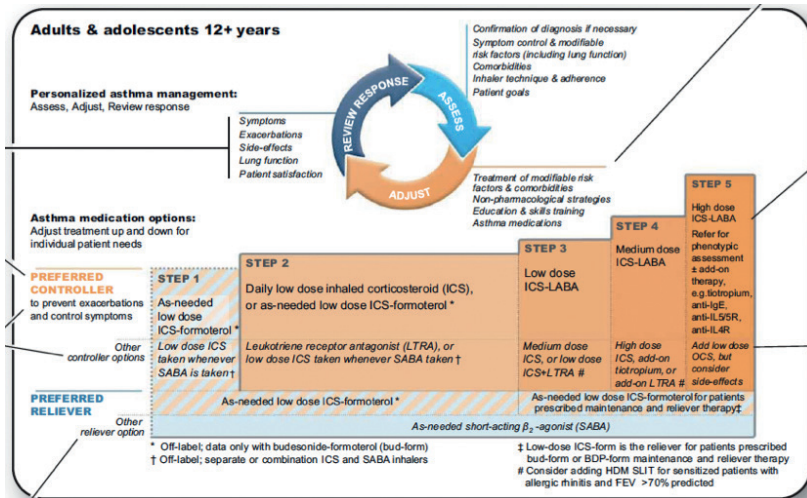 Adults & adolescents 12+ years
Personalized asthma management:
Assess, Adjust, Review response
Symptoms
Exacerbations
Side-effects
Lung function
Patient satisfaction
REVIEW RESPONSE
ASSESS
ADJUST
Confirmation of diagnosis if necessary
Symptom control & modifiable
risk factors (including lung function)
Comorbidities
Inhaler technique & adherence
Patient goals
Treatment of modifiable risk
factors & comorbidities
Non-pharmacological strategies
Education & skills training
Asthma medications
Asthma medication options:
Adjust treatment up and down for
individual patient needs
PREFERRED
CONTROLLER
to prevent exacerbations
and control symptoms
STEP 1
As-needed
low dose
ICS-formoterol *
STEP 2
Daily low dose inhaled corticosteroid (ICS),
or as-needed low dose ICS-formoterol *
STEP 3
Low dose
ICS-LABA
STEP 4
Medium dose
ICS-LABA
STEP 5
High dose
ICS-LABA
Refer for
phenotypic
assessment
± add-on
therapy,
e.g.tiotropium,
anti-IgE,
anti-IL5/5R,
anti-IL4R
Other
controller options
Low dose ICS
taken whenever
SABA is taken †
Leukotriene receptor antagonist (LTRA), or
low dose ICS taken whenever SABA taken †
Medium dose
ICS, or low dose
ICS+LTRA #
High dose
ICS, add-on
tiotropium, or
add-on LTRA #
Add low dose
OCS, but
consider
side-effects
PREFERRED
RELIEVER
As-needed low dose ICS-formoterol *
As-needed low dose ICS-formoterol for patients
prescribed maintenance and reliever therapy‡
Other
reliever option
As-needed short-acting β2 -agonist (SABA)
* Off-label; data only with budesonide-formoterol (bud-form)
† Off-label; separate or combination ICS and SABA inhalers
‡ Low-dose ICS-form is the reliever for patients prescribed
bud-form or BDP-form maintenance and reliever therapy
# Consider adding HDM SLIT for sensitized patients with
allergic rhinitis and FEV >70% predicted